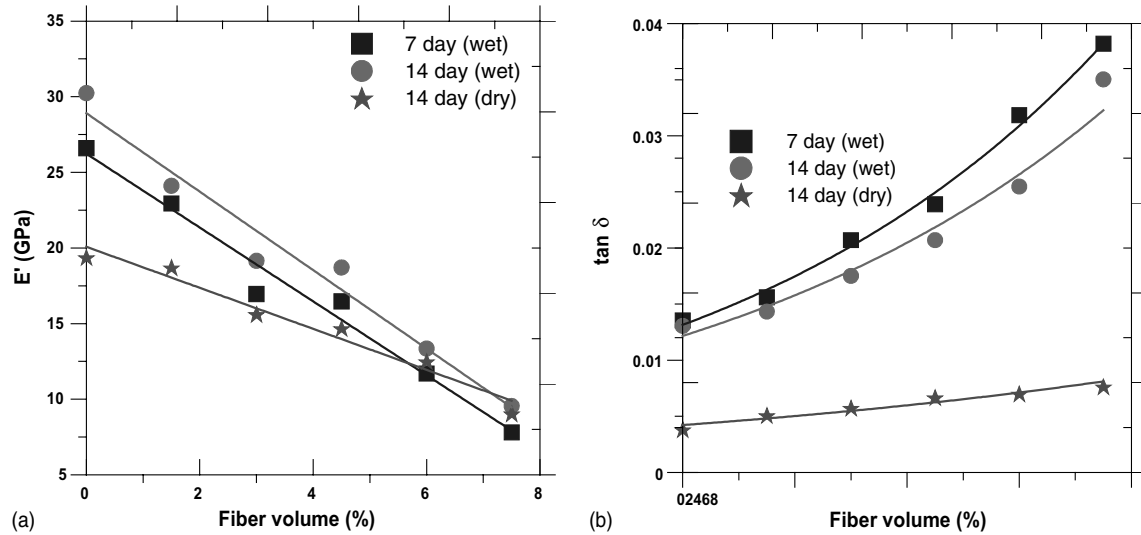 35
30
25
20
15
10
5
E' (GPa)
7 day (wet)
14 day (wet)
14 day (dry)
0 2 4 6 8
Fiber volume (%)
(a)
0.04
0.03
0.02
0.01
0
tan δ
7 day (wet)
14 day (wet)
14 day (dry)
02468
Fiber volume (%)
(b)